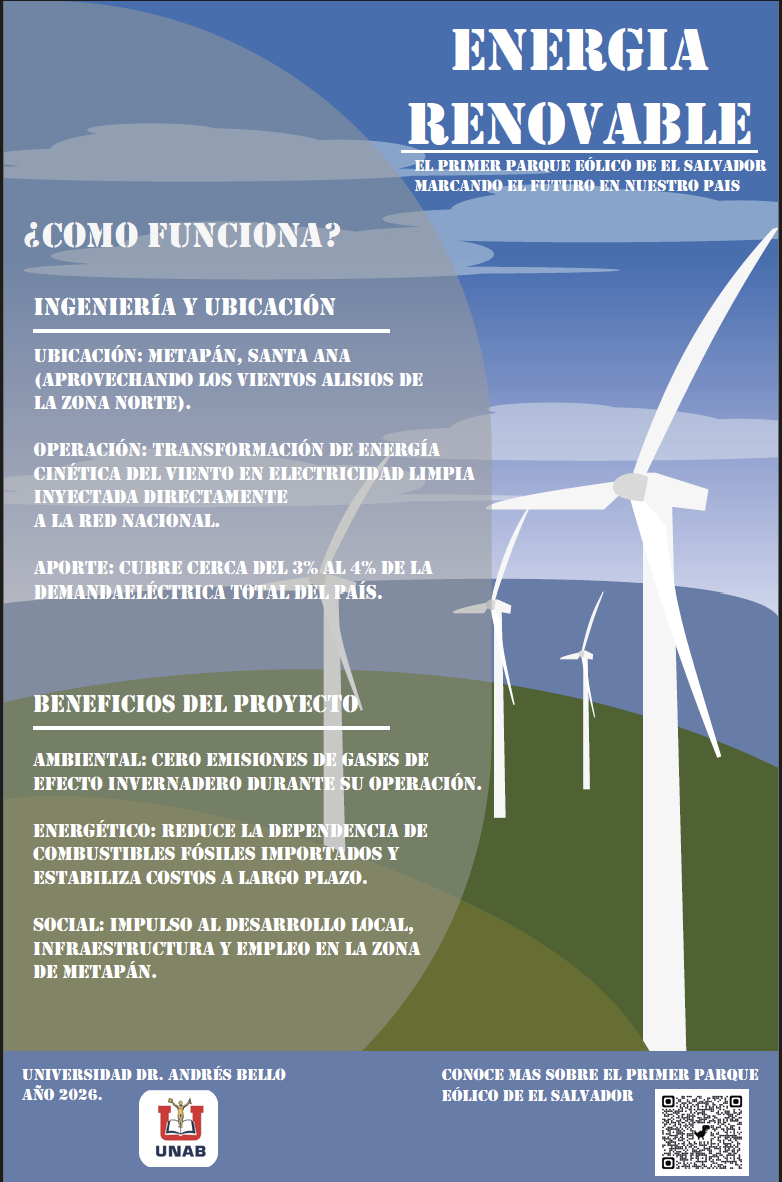 ENERGIA
RENOVABLE
EL PRIMER PARQUE EÓLICO DE EL SALVADOR
MARCANDO EL FUTURO EN NUESTRO PAIS
¿COMO FUNCIONA?
INGENIERÍA Y UBICACIÓN
UBICACIÓN: METAPÁN, SANTA ANA
(APROVECHANDO LOS VIENTOS ALISIOS DE
LA ZONA NORTE).
OPERACIÓN: TRANSFORMACIÓN DE ENERGÍA
CINÉTICA DEL VIENTO EN ELECTRICIDAD LIMPIA
INYECTADA DIRECTAMENTE
A LA RED NACIONAL.
APORTE: CUBRE CERCA DEL 3% AL 4% DE LA
DEMANDAELÉCTRICA TOTAL DEL PAÍS.
BENEFICIOS DEL PROYECTO
AMBIENTAL: CERO EMISIONES DE GASES DE
EFECTO INVERNADERO DURANTE SU OPERACIÓN.
ENERGÉTICO: REDUCE LA DEPENDENCIA DE
COMBUSTIBLES FÓSILES IMPORTADOS Y
ESTABILIZA COSTOS A LARGO PLAZO.
SOCIAL: IMPULSO AL DESARROLLO LOCAL,
INFRAESTRUCTURA Y EMPLEO EN LA ZONA
DE METAPÁN.
UNIVERSIDAD DR. ANDRÉS BELLO
AÑO 2026.
UNAB
CONOCE MAS SOBRE EL PRIMER PARQUE
EÓLICO DE EL SALVADOR